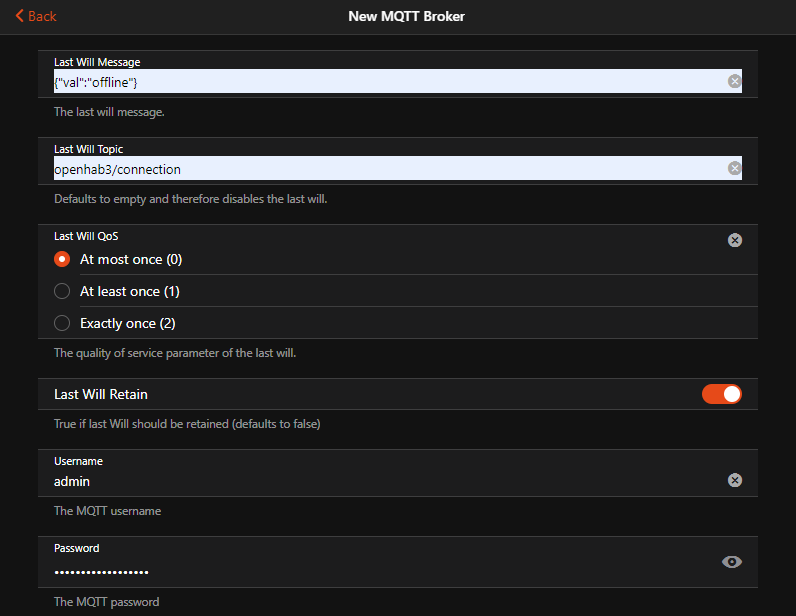 Back
New MQTT Broker
Last Will Message
{"val":"offline"}
The last will message.
Last Will Topic
openhab3/connection
Defaults to empty and therefore disables the last will.
Last Will QoS
At most once (0)
At least once (1)
Exactly once (2)
The quality of service parameter of the last will.
Last Will Retain
True if last Will should be retained (defaults to false)
Username
admin
The MQTT username
Password
••••••••••••••••••
The MQTT password